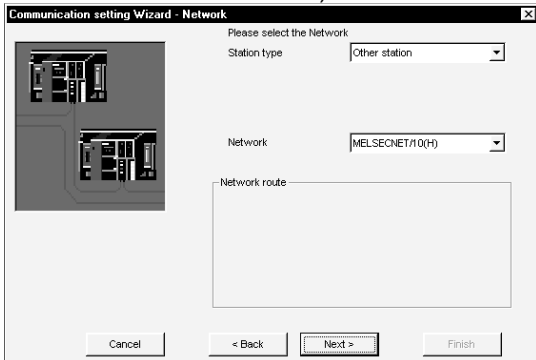 Communication setting Wizard - Network
Please select the Network
Station type Other station
Network MELSECNET/10(H)
Network route
Cancel < Back Next > Finish